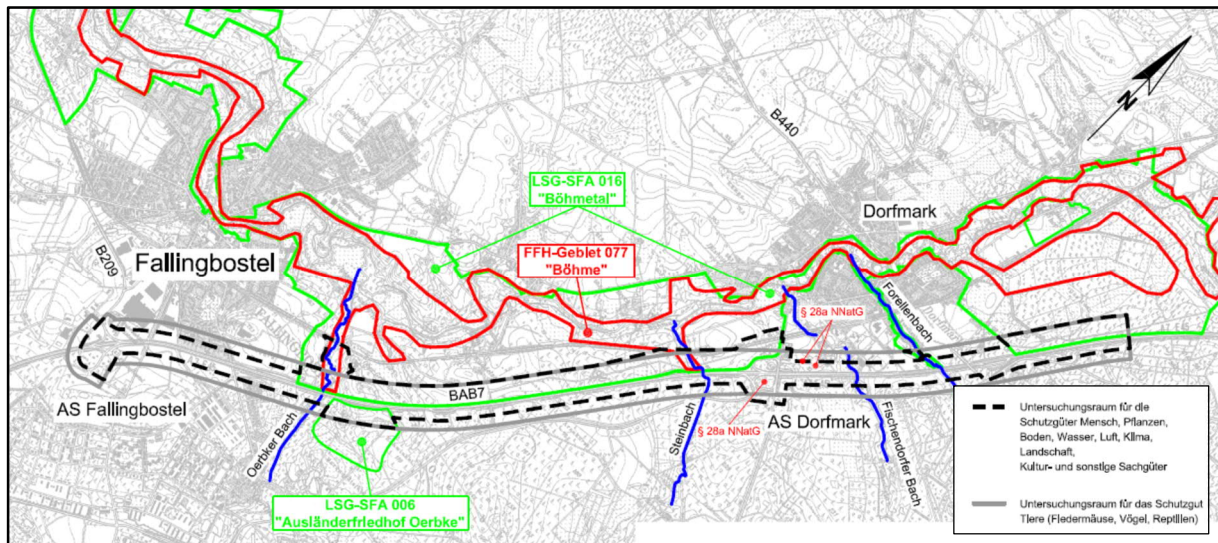 N
B440
LSG-SFA 016
"Böhmetal"
Dorfmark
FFH-Gebiet 077
"Böhme"
B209
Fallingbostel
Forellenbach
§ 28a NNatG
BAB7
AS Fallingbostel
Oerbker Bach
Steinbach
§ 28a NNatG
AS Dorfmark
Fischendorfer Bach
LSG-SFA 006
"Ausländerfriedhof Oerbke"
Untersuchungsraum für die
Schutzgüter Mensch, Pflanzen,
Boden, Wasser, Luft, Klima,
Landschaft,
Kultur- und sonstige Sachgüter
Untersuchungsraum für das Schutzgut
Tiere (Fledermäuse, Vögel, Reptilien)